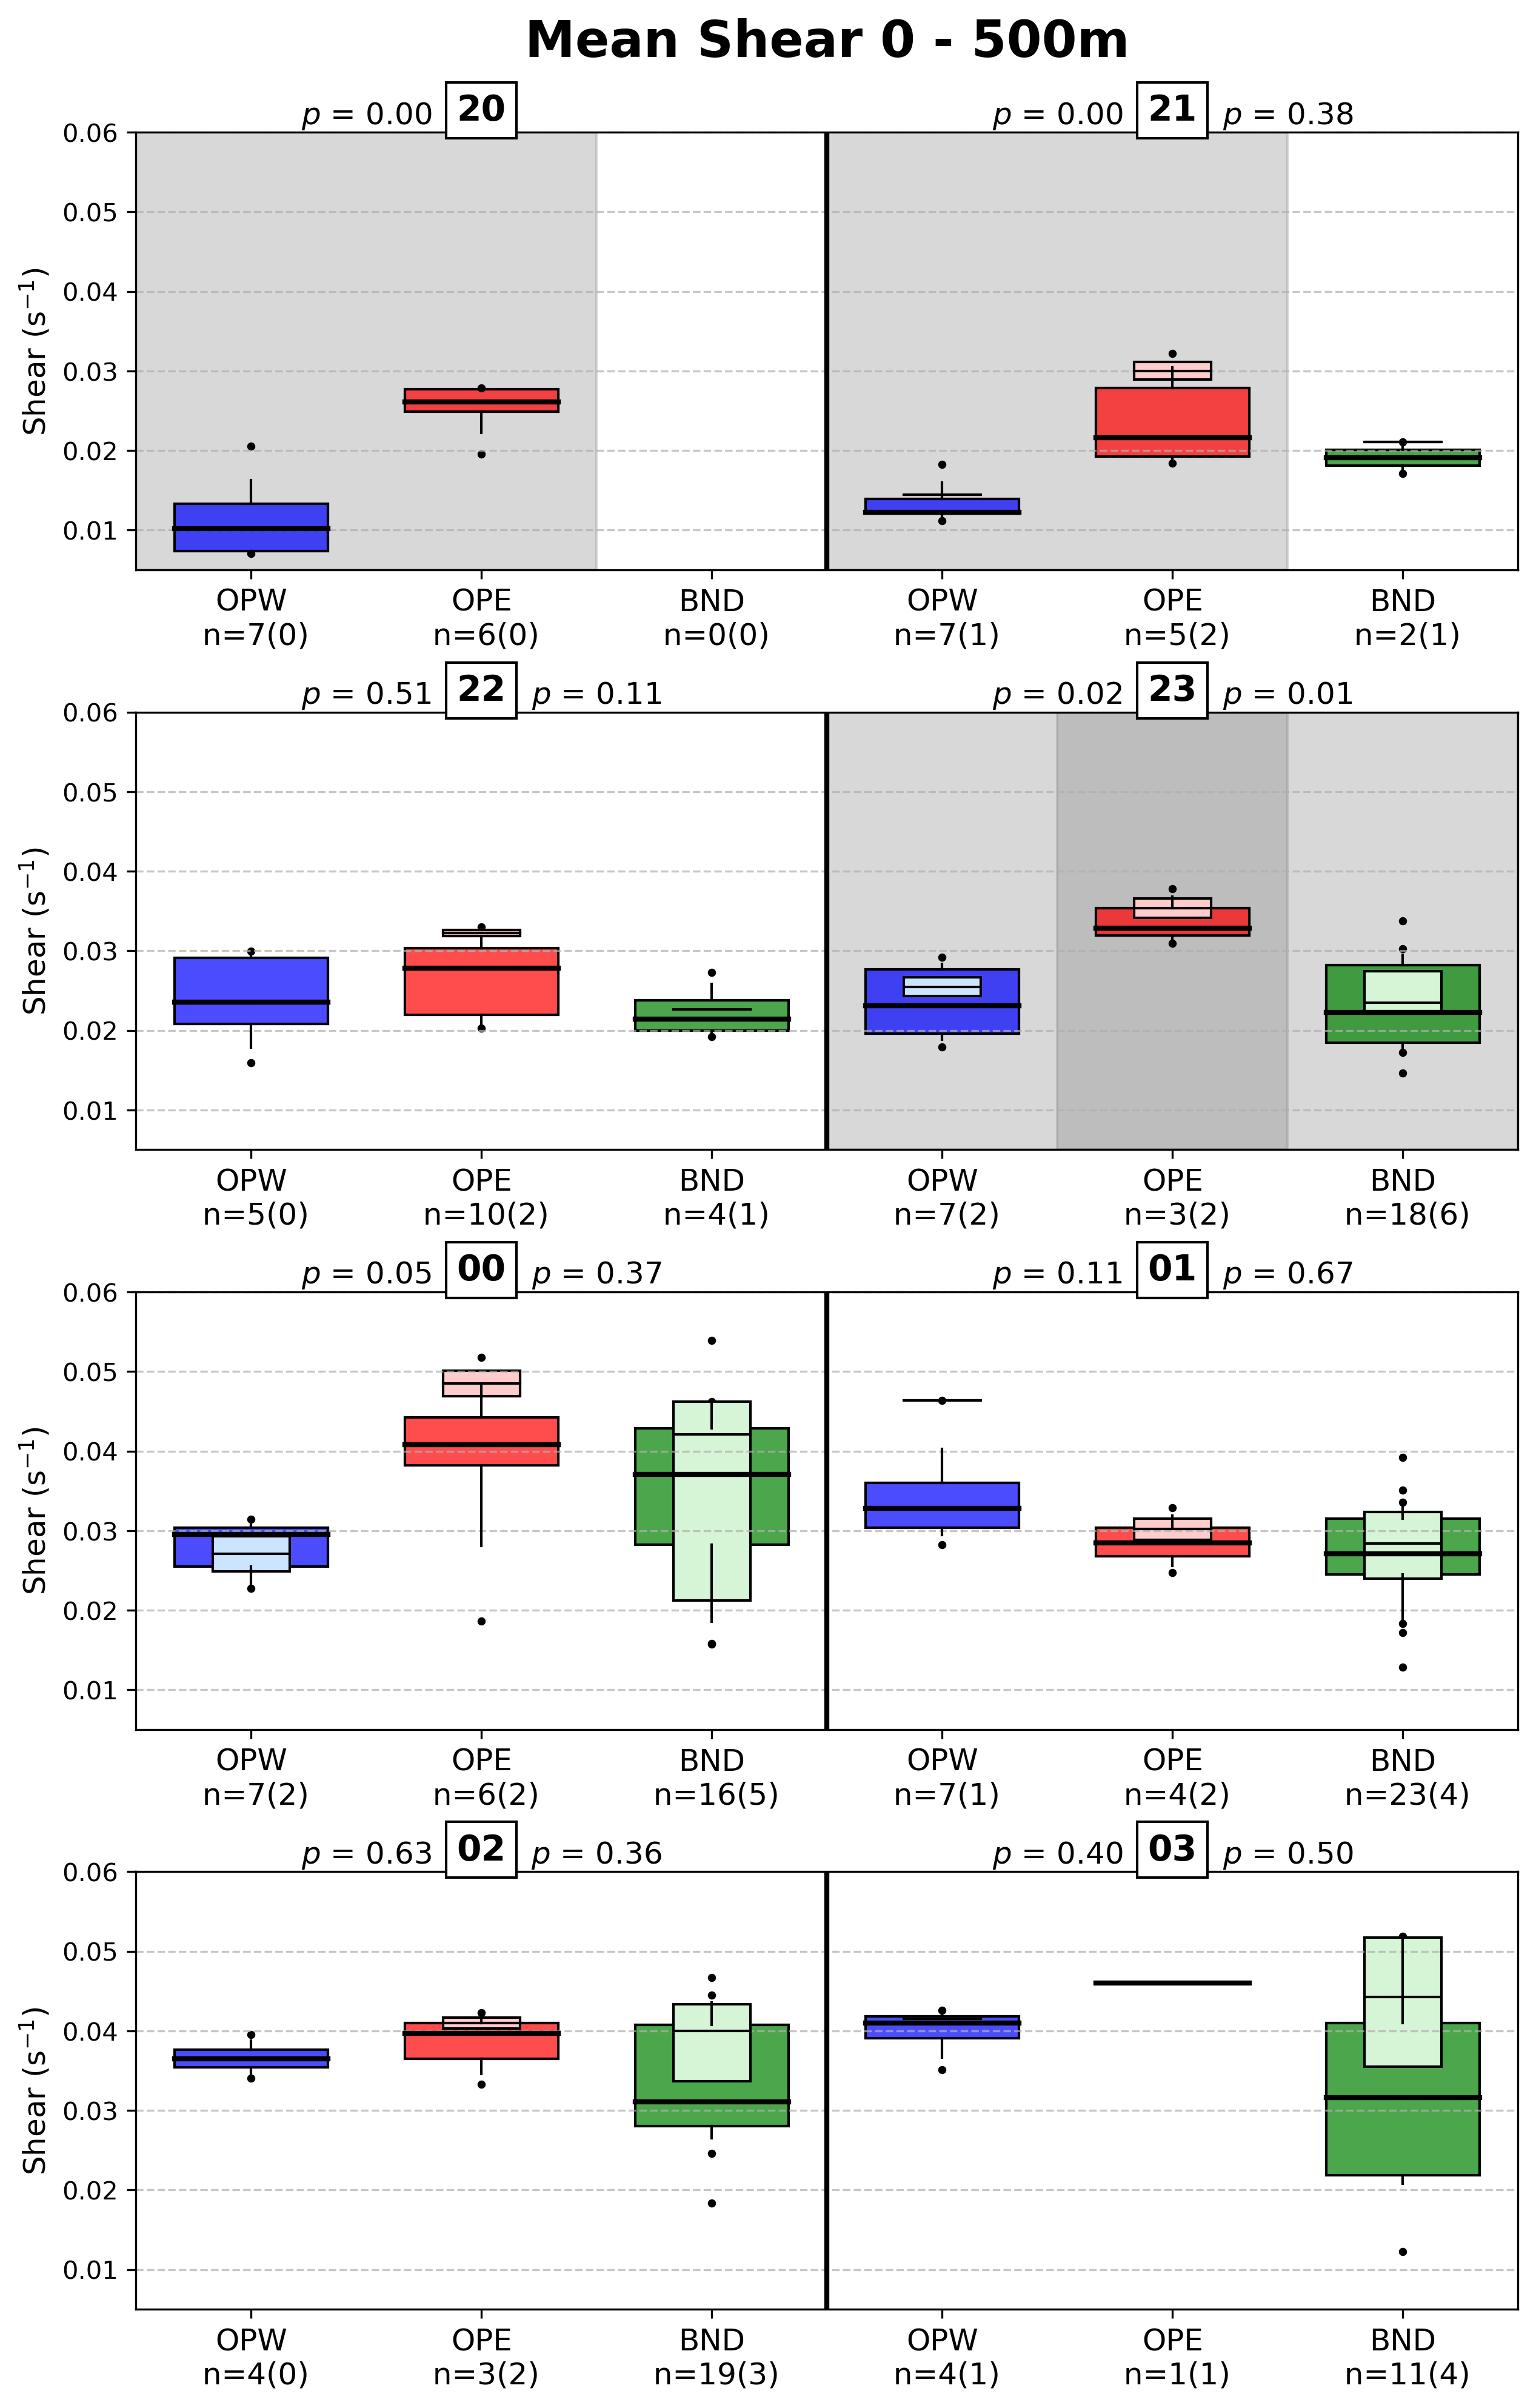 Mean Shear 0 - 500m
p = 0.00 20
p = 0.00 21 p = 0.38
0.06
0.05
0.04
0.03
0.02
0.01
Shear (s⁻¹)
OPW OPE BND OPW OPE BND
n=7(0) n=6(0) n=0(0) n=7(1) n=5(2) n=2(1)
p = 0.51 22 p = 0.11
p = 0.02 23 p = 0.01
0.06
0.05
0.04
0.03
0.02
0.01
Shear (s⁻¹)
OPW OPE BND OPW OPE BND
n=5(0) n=10(2) n=4(1) n=7(2) n=3(2) n=18(6)
p = 0.05 00 p = 0.37
p = 0.11 01 p = 0.67
0.06
0.05
0.04
0.03
0.02
0.01
Shear (s⁻¹)
OPW OPE BND OPW OPE BND
n=7(2) n=6(2) n=16(5) n=7(1) n=4(2) n=23(4)
p = 0.63 02 p = 0.36
p = 0.40 03 p = 0.50
0.06
0.05
0.04
0.03
0.02
0.01
Shear (s⁻¹)
OPW OPE BND OPW OPE BND
n=4(0) n=3(2) n=19(3) n=4(1) n=1(1) n=11(4)